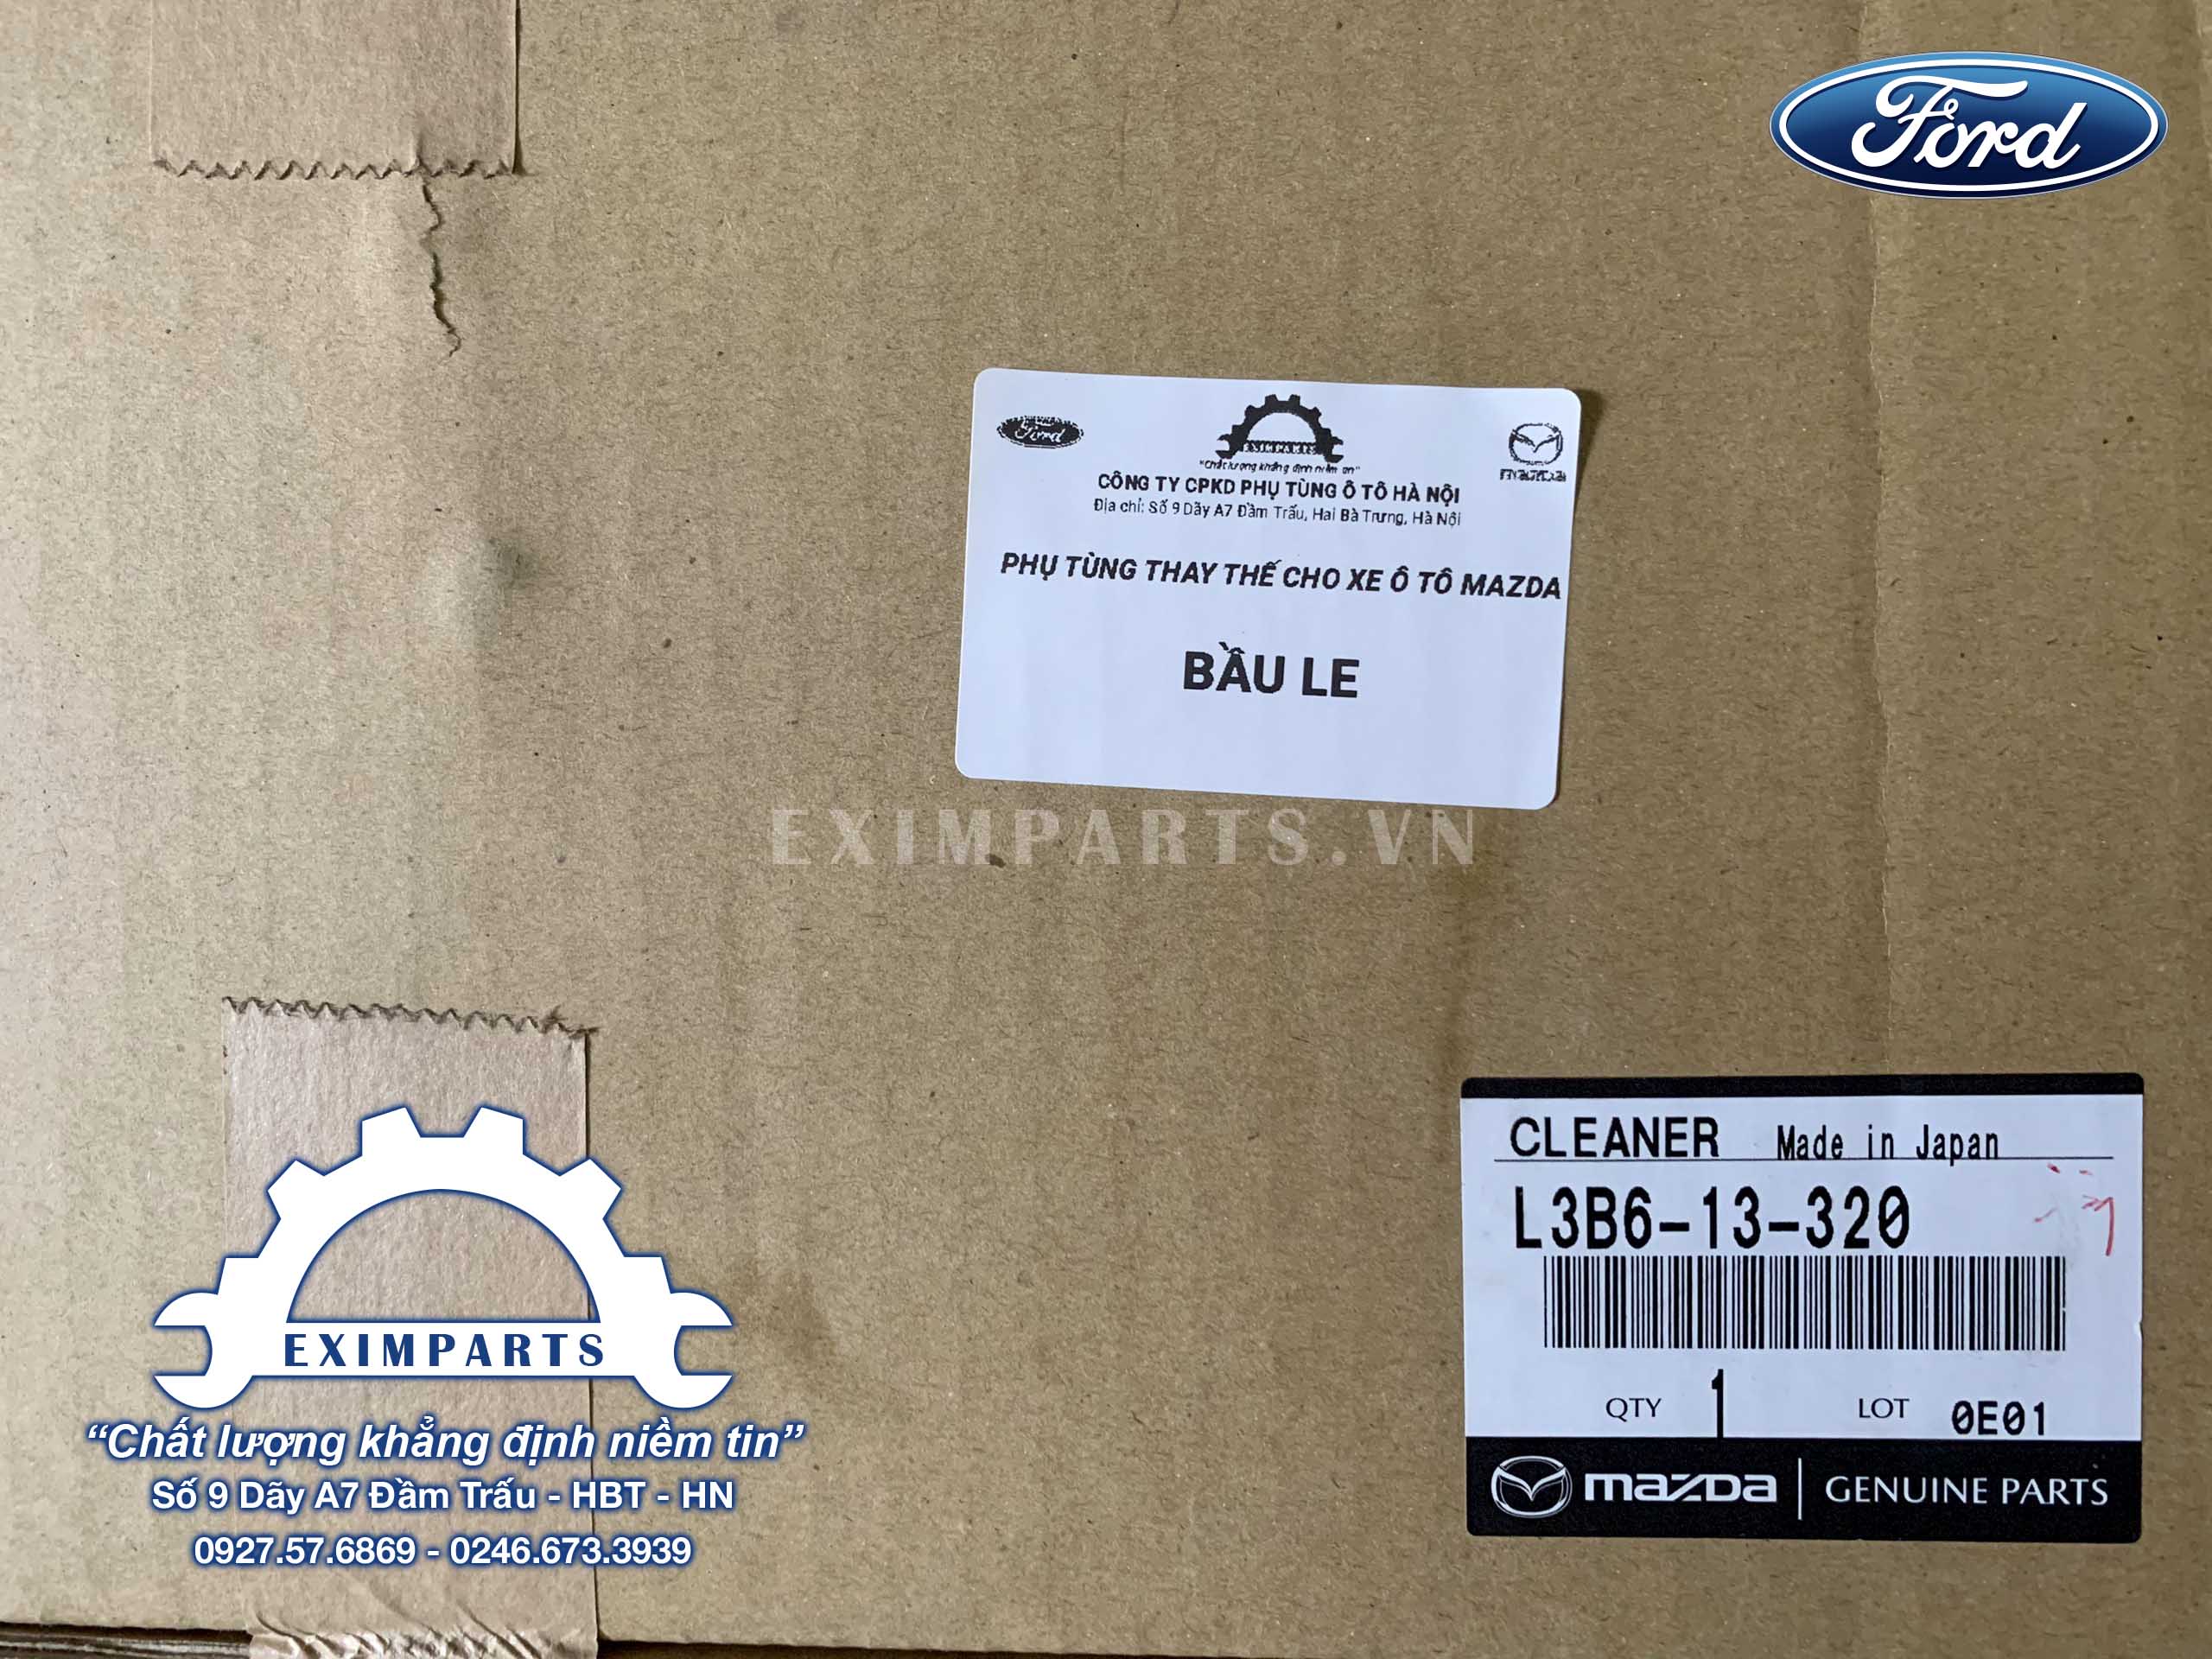 Ford
Ford
EXIMPARTS
mazda
"Chất lượng khẳng định niềm tin"
CÔNG TY CPKD PHỤ TÙNG Ô TÔ HÀ NỘI
Địa chỉ: Số 9 Dãy A7 Đầm Trấu, Hai Bà Trưng, Hà Nội
PHỤ TÙNG THAY THẾ CHO XE Ô TÔ MAZDA
BẦU LE
EXIMPARTS.VN
CLEANER Made in Japan
L3B6-13-320
QTY 1 LOT 0E01
mazda GENUINE PARTS
EXIMPARTS
“Chất lượng khẳng định niềm tin”
Số 9 Dãy A7 Đầm Trấu - HBT - HN
0927.57.6869 - 0246.673.3939